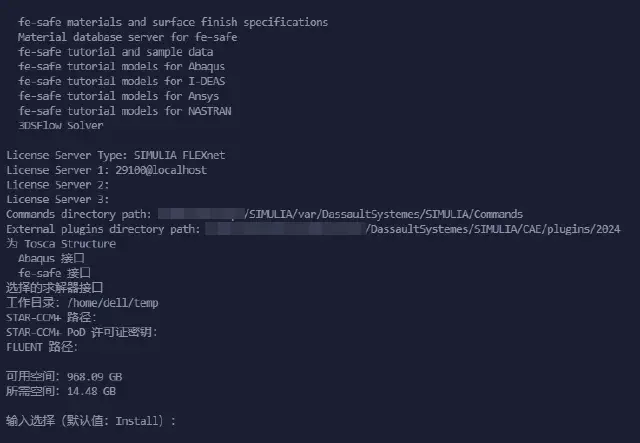 fe-safe materials and surface finish specifications
Material database server for fe-safe
fe-safe tutorial and sample data
fe-safe tutorial models for Abaqus
fe-safe tutorial models for I-DEAS
fe-safe tutorial models for Ansys
fe-safe tutorial models for NASTRAN
3DSFlow Solver
License Server Type: SIMULIA FLEXnet
License Server 1: 29100@localhost
License Server 2:
License Server 3:
Commands directory path: /SIMULIA/var/DassaultSystemes/SIMULIA/Commands
External plugins directory path: /DassaultSystemes/SIMULIA/CAE/plugins/2024
为 Tosca Structure
Abaqus 接口
fe-safe 接口
选择的求解器接口
工作目录: /home/dell/temp
STAR-CCM+ 路径:
STAR-CCM+ PoD 许可证密钥:
FLUENT 路径:
可用空间: 968.09 GB
所需空间: 14.48 GB
输入选择 (默认值: Install) :